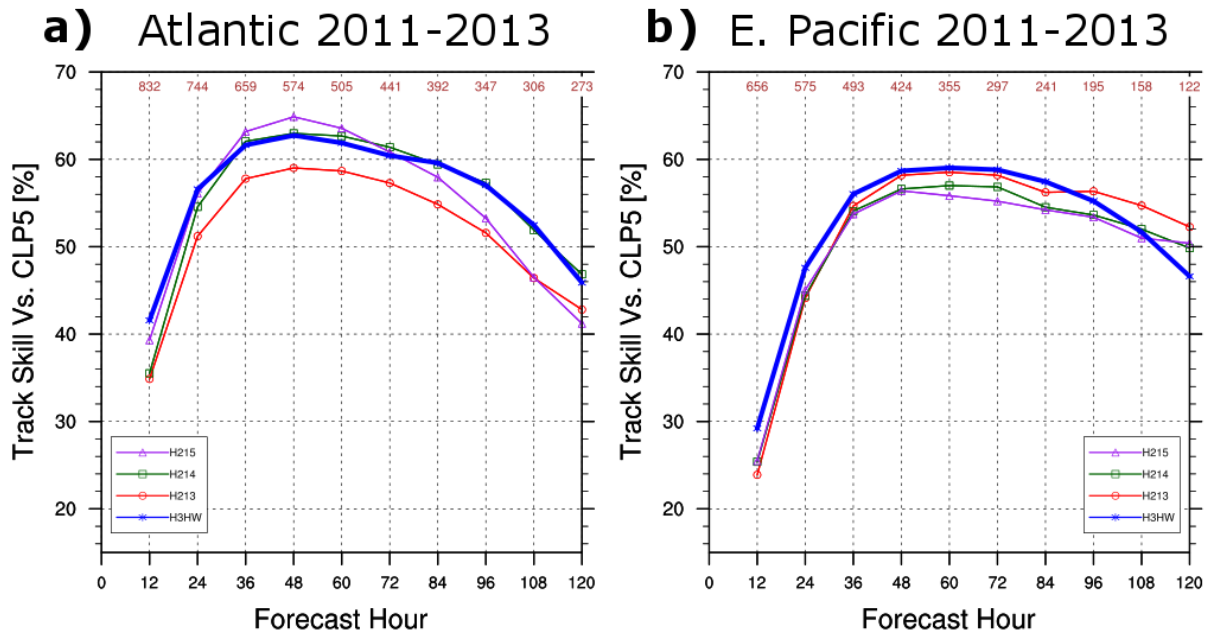 a) Atlantic 2011-2013
70
832 744 659 574 505 441 392 347 306 273
60
50
40
30
20
Track Skill Vs. CLP5 [%]
H215
H214
H213
H3HW
0 12 24 36 48 60 72 84 96 108 120
Forecast Hour
b) E. Pacific 2011-2013
70
656 575 493 424 355 297 241 195 158 122
60
50
40
30
20
Track Skill Vs. CLP5 [%]
H215
H214
H213
H3HW
0 12 24 36 48 60 72 84 96 108 120
Forecast Hour